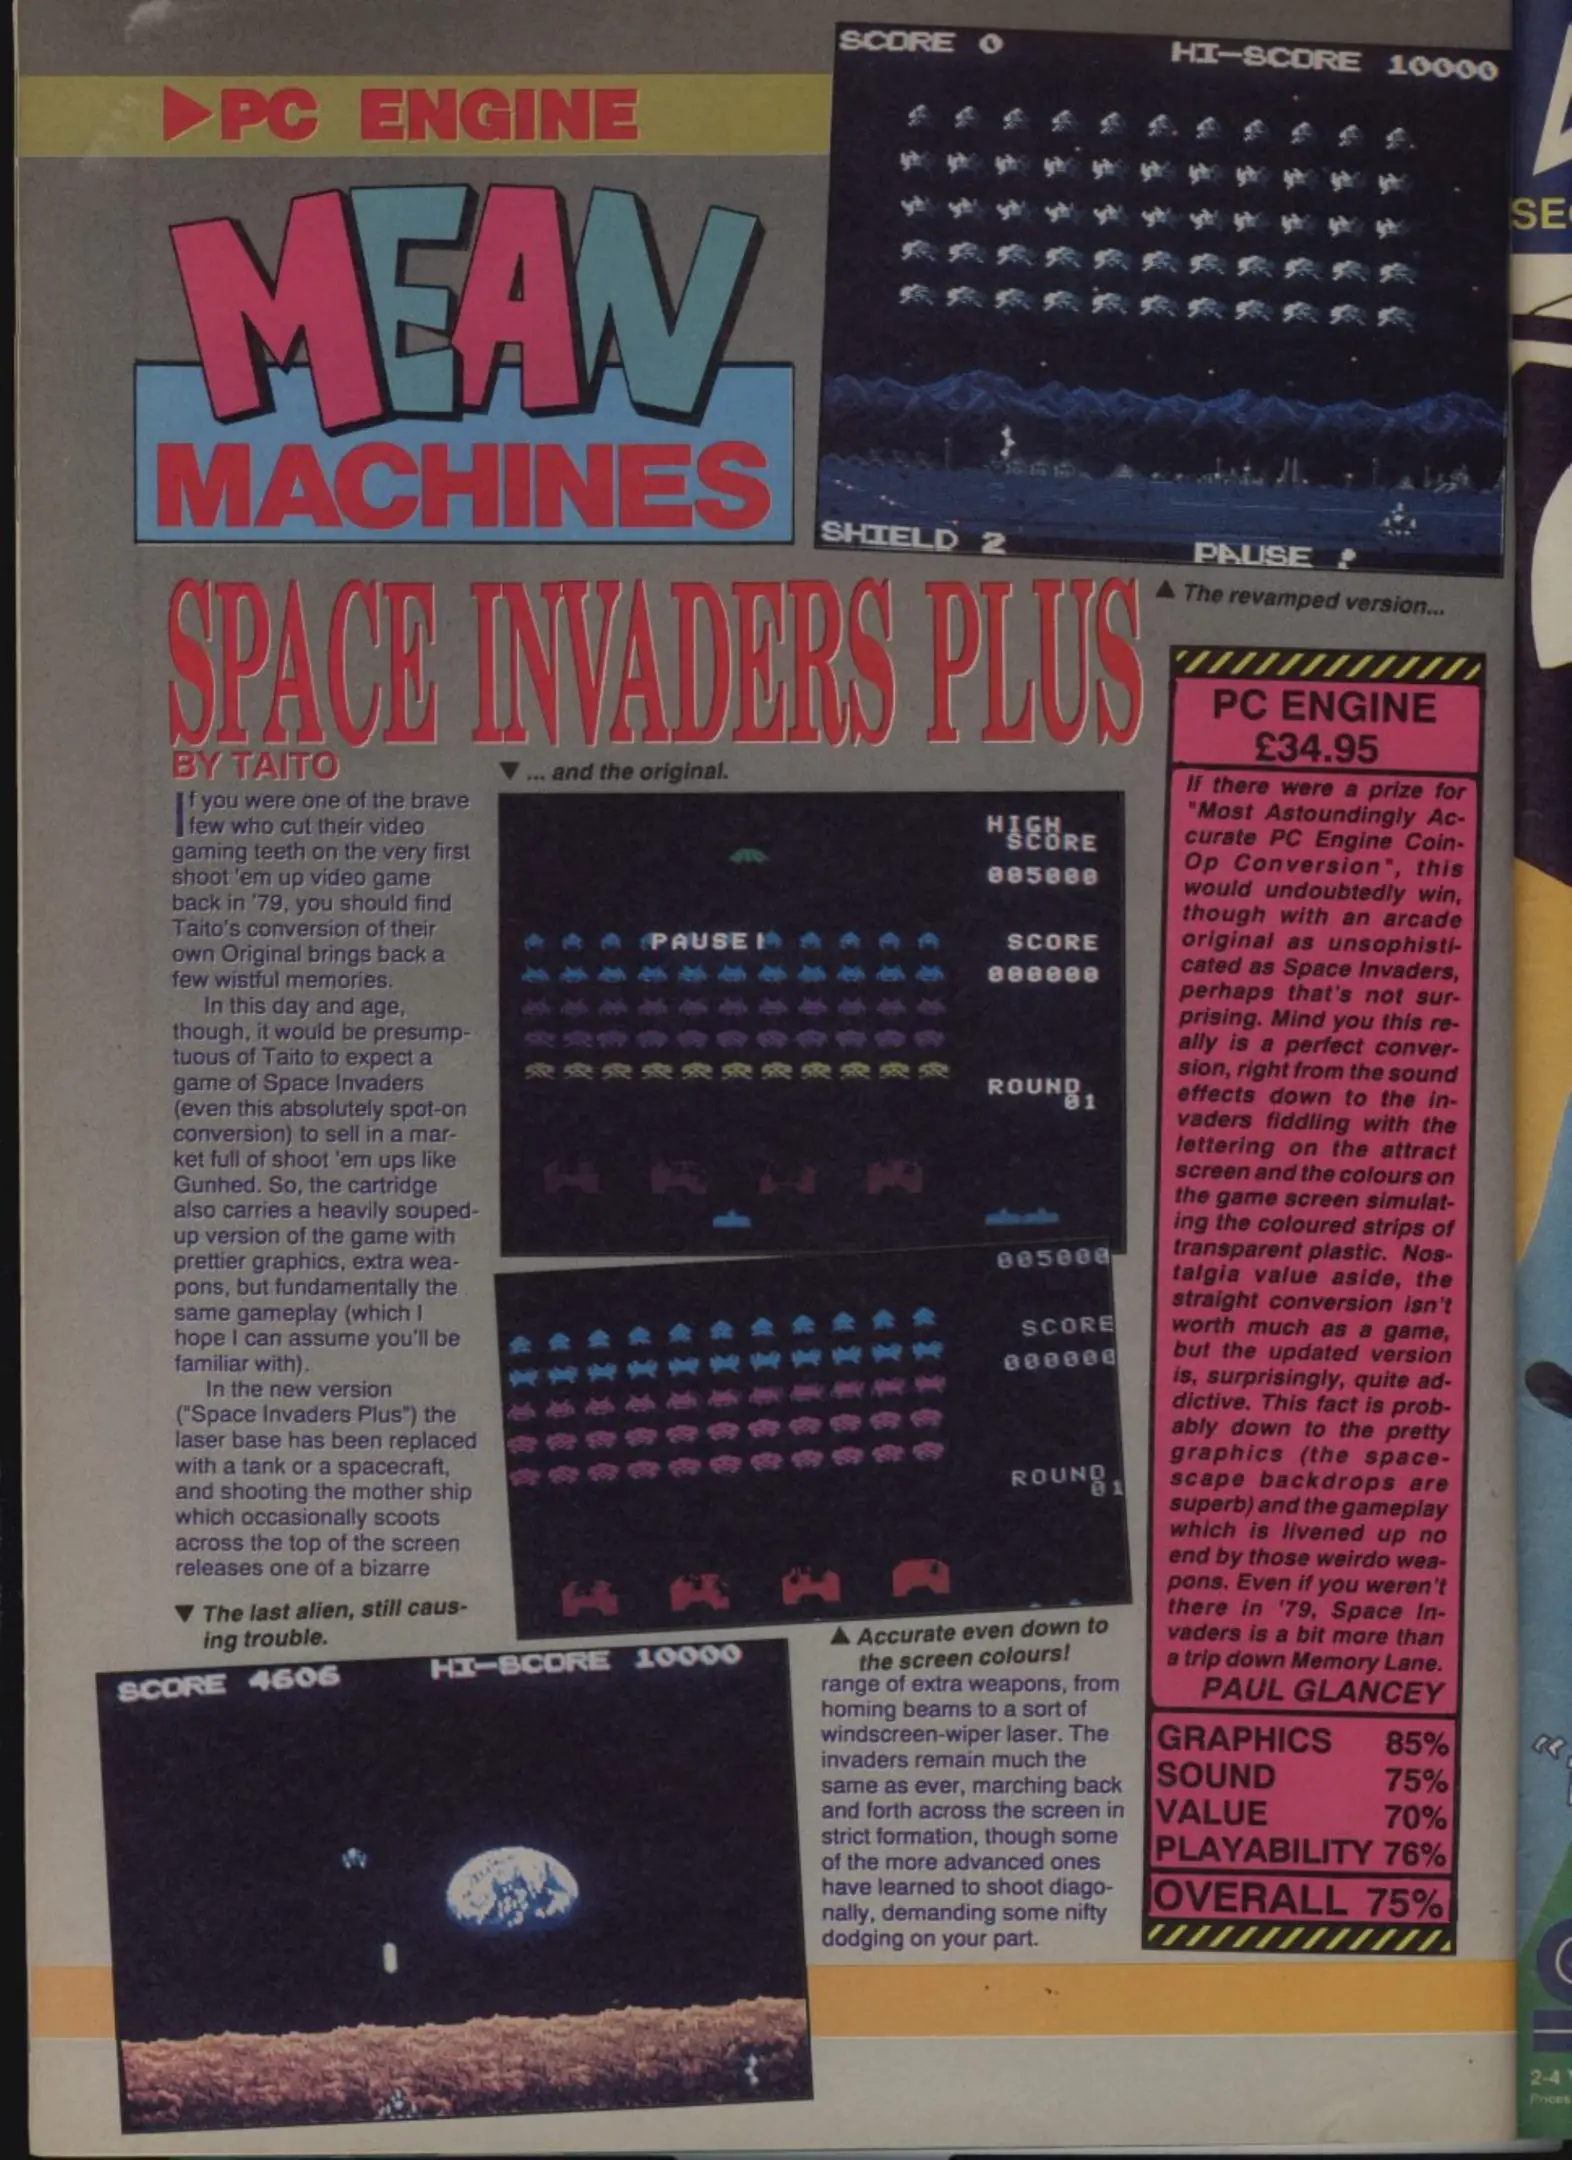 ▶PC ENGINE
MEAN
MACHINES
SCORE 0 HI-SCORE 10000
SHIELD 2 PAUSE !
▲ The revamped version...
SPACE INVADERS PLUS
BY TAITO
If you were one of the brave
few who cut their video
gaming teeth on the very first
shoot 'em up video game
back in '79, you should find
Taito's conversion of their
own Original brings back a
few wistful memories.
In this day and age,
though, it would be presump-
tuous of Taito to expect a
game of Space Invaders
(even this absolutely spot-on
conversion) to sell in a mar-
ket full of shoot 'em ups like
Gunhed. So, the cartridge
also carries a heavily souped-
up version of the game with
prettier graphics, extra wea-
pons, but fundamentally the
same gameplay (which I
hope I can assume you'll be
familiar with).
In the new version
("Space Invaders Plus") the
laser base has been replaced
with a tank or a spacecraft,
and shooting the mother ship
which occasionally scoots
across the top of the screen
releases one of a bizarre
▼ The last alien, still caus-
ing trouble.
SCORE 4606 HI-SCORE 10000
▼ ... and the original.
HIGH
SCORE
005000
PAUSE!
SCORE
000000
ROUND
01
005000
SCORE
000000
ROUND
01
▲ Accurate even down to
the screen colours!
range of extra weapons, from
homing beams to a sort of
windscreen-wiper laser. The
invaders remain much the
same as ever, marching back
and forth across the screen in
strict formation, though some
of the more advanced ones
have learned to shoot diago-
nally, demanding some nifty
dodging on your part.
PC ENGINE
£34.95
If there were a prize for
"Most Astoundingly Ac-
curate PC Engine Coin-
Op Conversion", this
would undoubtedly win,
though with an arcade
original as unsophisti-
cated as Space Invaders,
perhaps that's not sur-
prising. Mind you this re-
ally is a perfect conver-
sion, right from the sound
effects down to the in-
vaders fiddling with the
lettering on the attract
screen and the colours on
the game screen simulat-
ing the coloured strips of
transparent plastic. Nos-
talgia value aside, the
straight conversion isn't
worth much as a game,
but the updated version
is, surprisingly, quite ad-
dictive. This fact is prob-
ably down to the pretty
graphics (the space-
scape backdrops are
superb) and the gameplay
which is livened up no
end by those weirdo wea-
pons. Even if you weren't
there in '79, Space In-
vaders is a bit more than
a trip down Memory Lane.
PAUL GLANCEY
GRAPHICS 85%
SOUND 75%
VALUE 70%
PLAYABILITY 76%
OVERALL 75%
2-4
Prices